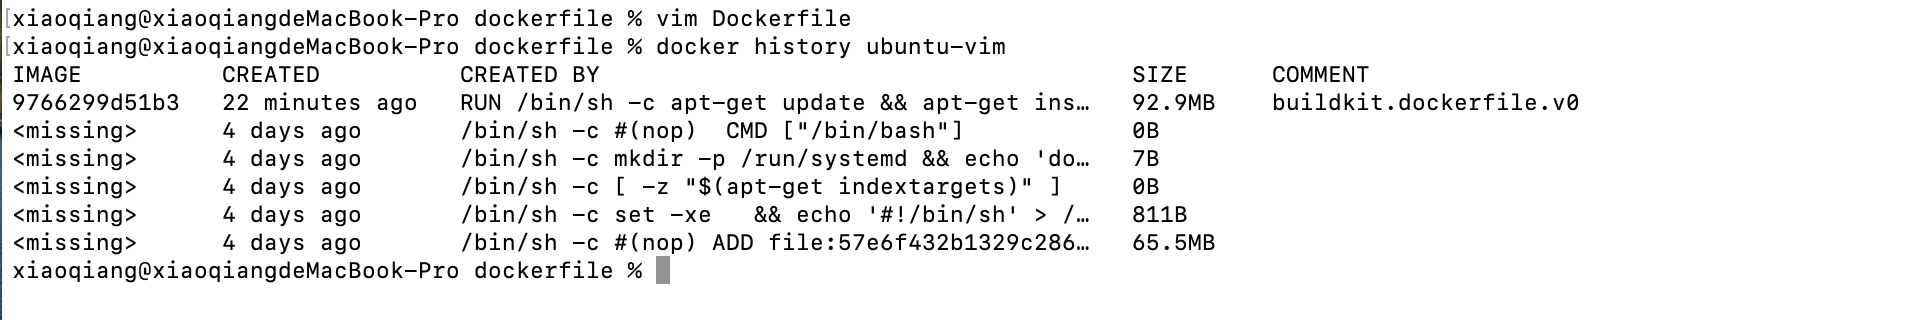 [xiaoqiang@xiaoqiangdeMacBook-Pro dockerfile % vim Dockerfile
[xiaoqiang@xiaoqiangdeMacBook-Pro dockerfile % docker history ubuntu-vim
IMAGE          CREATED          CREATED BY                                      SIZE      COMMENT
9766299d51b3   22 minutes ago   RUN /bin/sh -c apt-get update && apt-get ins…   92.9MB    buildkit.dockerfile.v0
<missing>      4 days ago       /bin/sh -c #(nop)  CMD ["/bin/bash"]            0B
<missing>      4 days ago       /bin/sh -c mkdir -p /run/systemd && echo 'do…   7B
<missing>      4 days ago       /bin/sh -c [ -z "$(apt-get indextargets)" ]     0B
<missing>      4 days ago       /bin/sh -c set -xe   && echo '#!/bin/sh' > /…   811B
<missing>      4 days ago       /bin/sh -c #(nop) ADD file:57e6f432b1329c286…   65.5MB
xiaoqiang@xiaoqiangdeMacBook-Pro dockerfile %